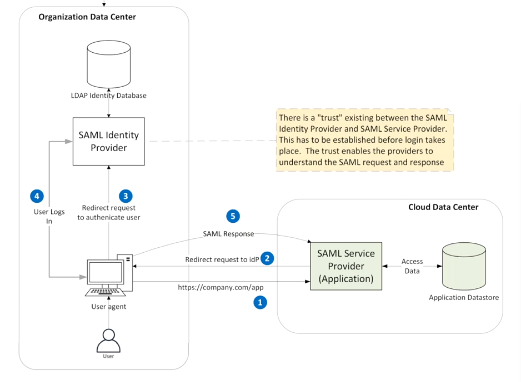 Organization Data Center
LDAP Identity Database
SAML Identity
Provider
There is a "trust" existing between the SAML
Identity Provider and SAML Service Provider.
This has to be established before login takes
place. The trust enables the providers to
understand the SAML request and response
4
3
User Logs
In
Redirect request
to authenicate user
5
SAML Response
Cloud Data Center
Redirect request to idP
2
SAML Service
Provider
(Application)
Access
Data
Application Datastore
https://company.com/app
1
User agent
User